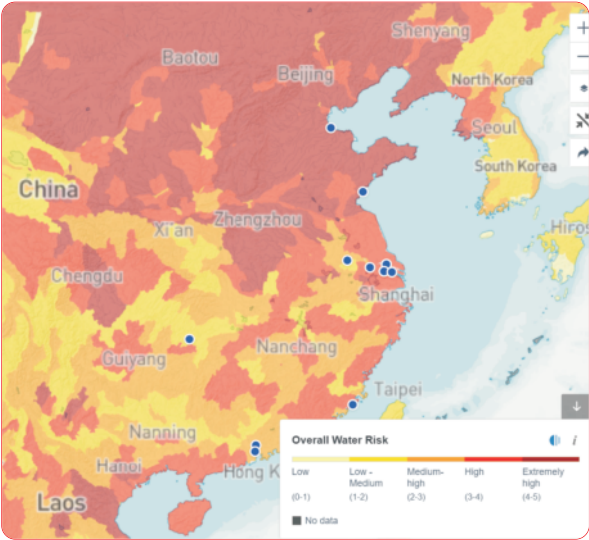 Shenyang
Baotou
Beijing
North Korea
Seoul
South Korea
China
Zhengzhou
Xi'an
Hiros
Chengdu
Shanghai
Nanchang
Guiyang
Taipei
Nanning
Hanoi
Hong K
Laos
Overall Water Risk
i
Low Low - Medium- High Extremely
Medium high high
(0-1) (1-2) (2-3) (3-4) (4-5)
No data